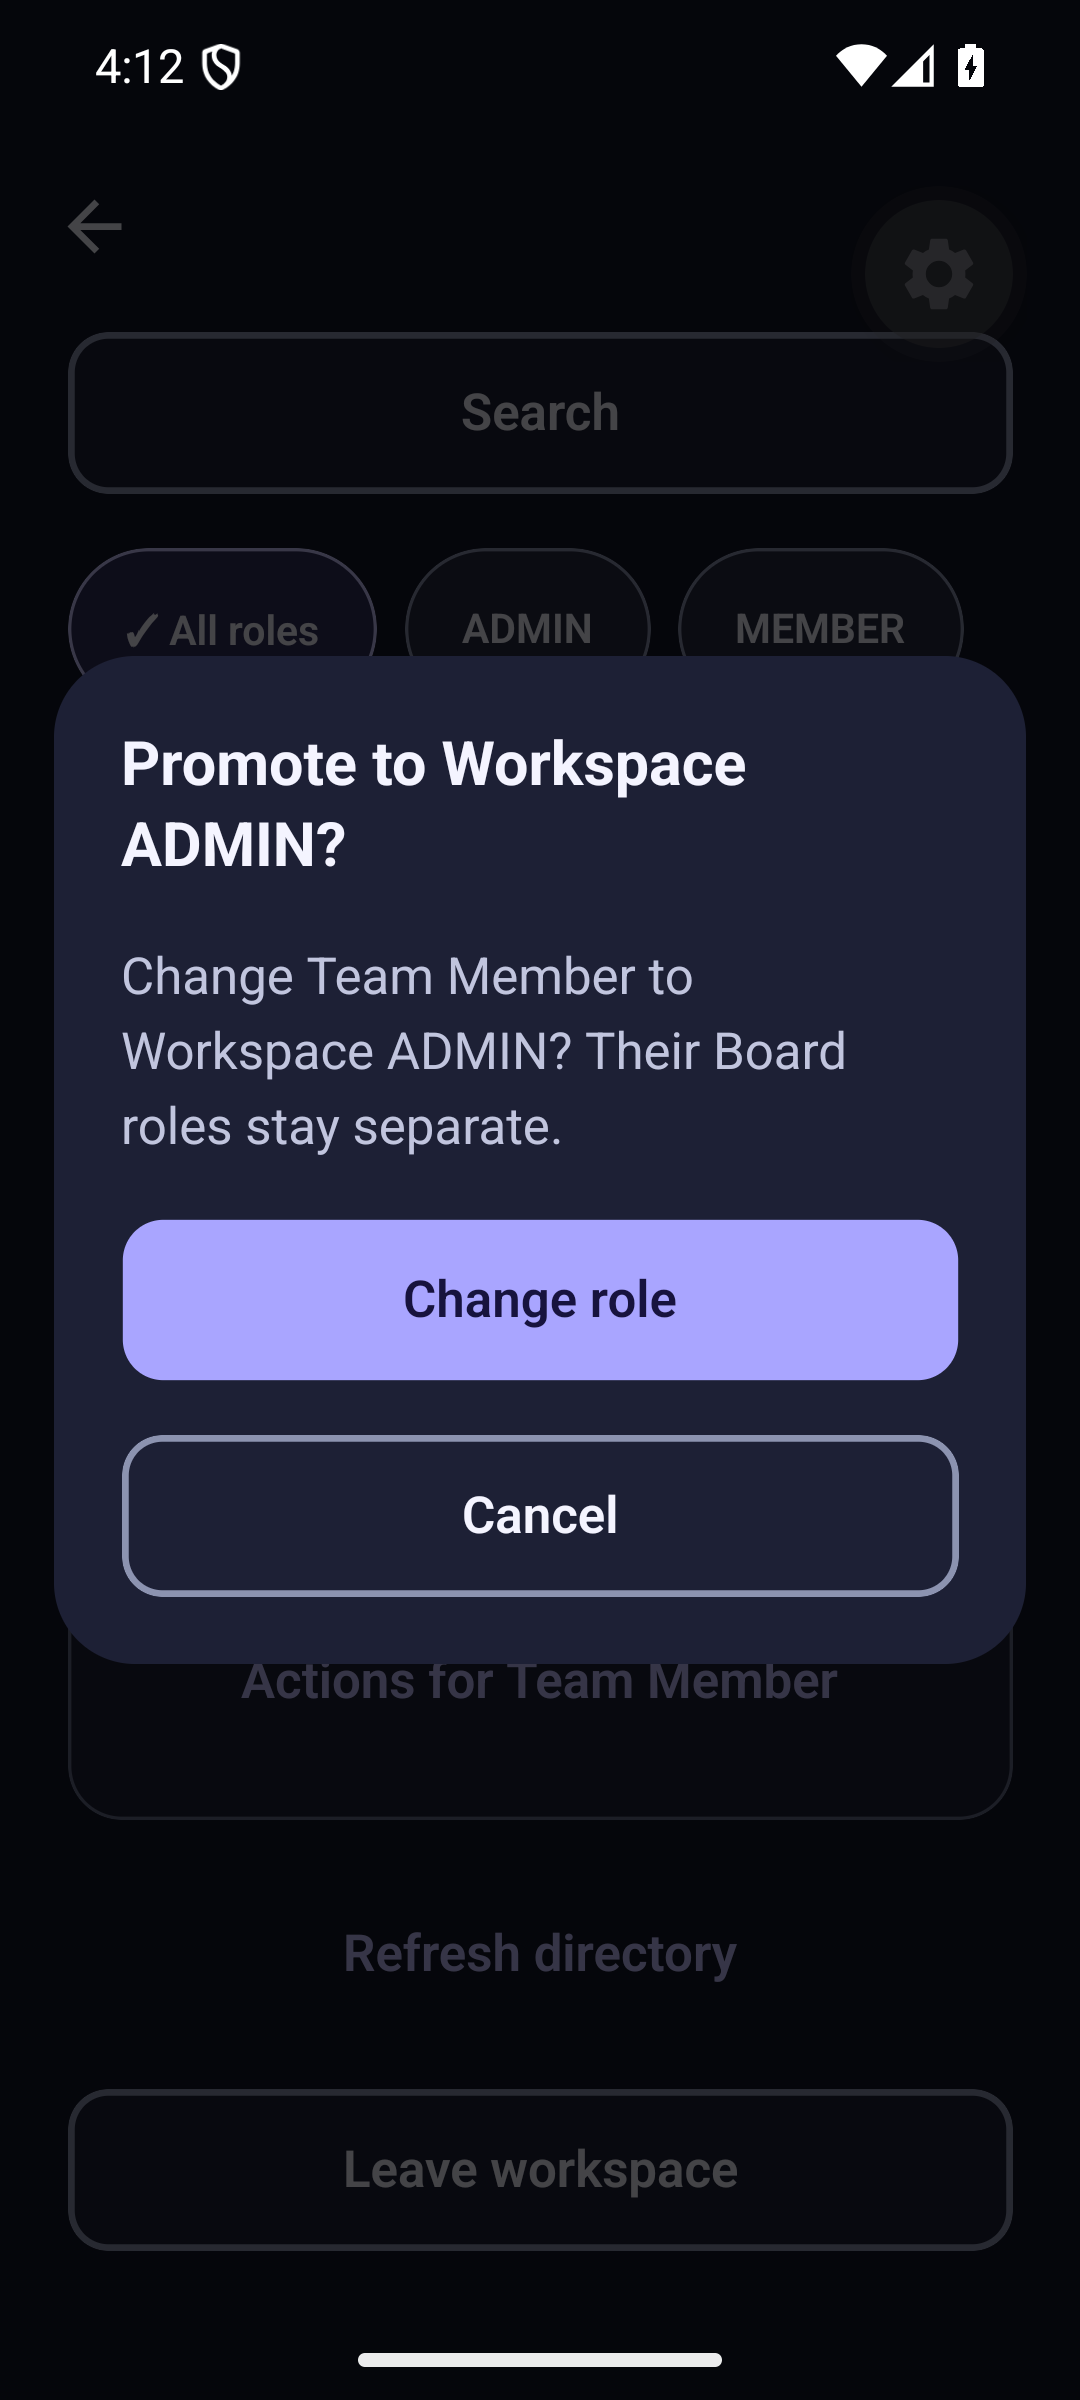 4:12
Search
✓ All roles
ADMIN
MEMBER
Promote to Workspace
ADMIN?
Change Team Member to
Workspace ADMIN? Their Board
roles stay separate.
Change role
Cancel
Actions for Team Member
Refresh directory
Leave workspace